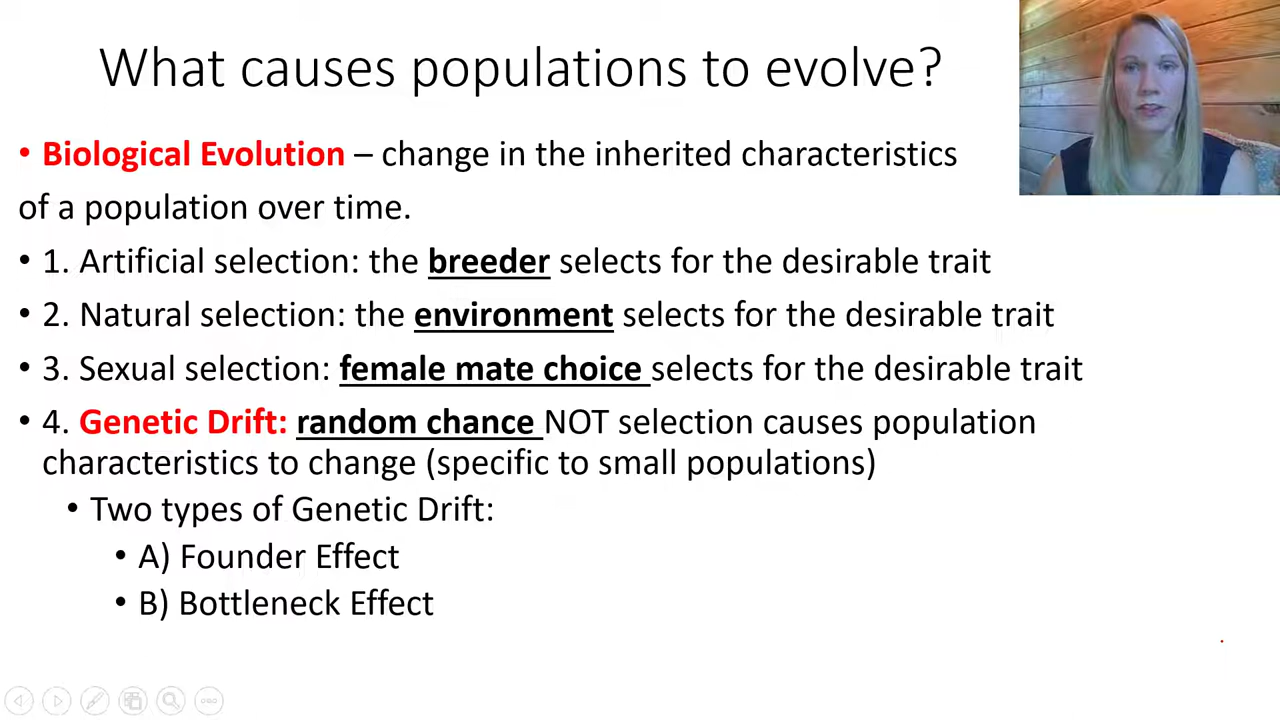 What causes populations to evolve?
• Biological Evolution – change in the inherited characteristics
of a population over time.
• 1. Artificial selection: the breeder selects for the desirable trait
• 2. Natural selection: the environment selects for the desirable trait
• 3. Sexual selection: female mate choice selects for the desirable trait
• 4. Genetic Drift: random chance NOT selection causes population
characteristics to change (specific to small populations)
• Two types of Genetic Drift:
• A) Founder Effect
• B) Bottleneck Effect